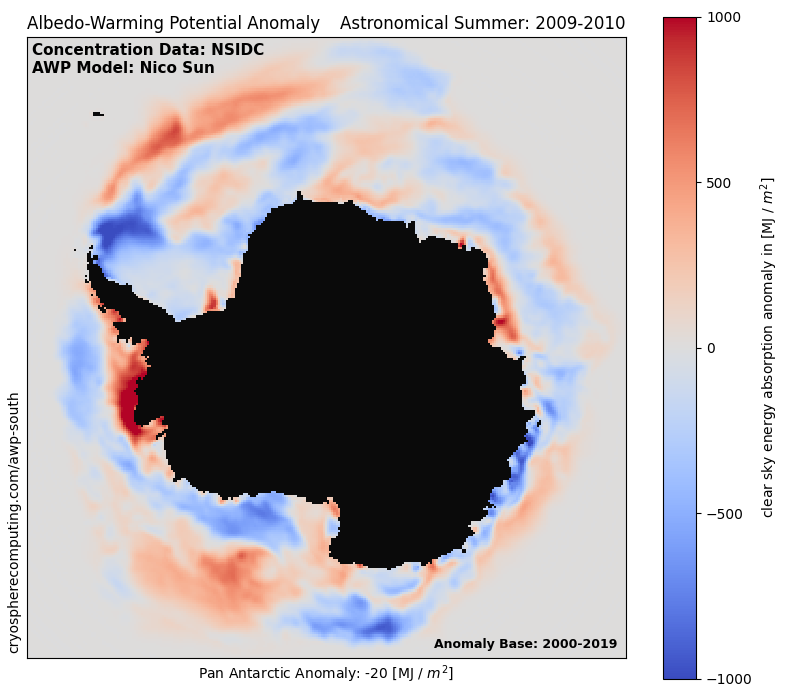 Albedo-Warming Potential Anomaly Astronomical Summer: 2009-2010
Concentration Data: NSIDC
AWP Model: Nico Sun
cryospherecomputing.com/awp-south
Anomaly Base: 2000-2019
Pan Antarctic Anomaly: -20 [MJ / m²]
1000
500
0
−500
−1000
clear sky energy absorption anomaly in [MJ / m²]